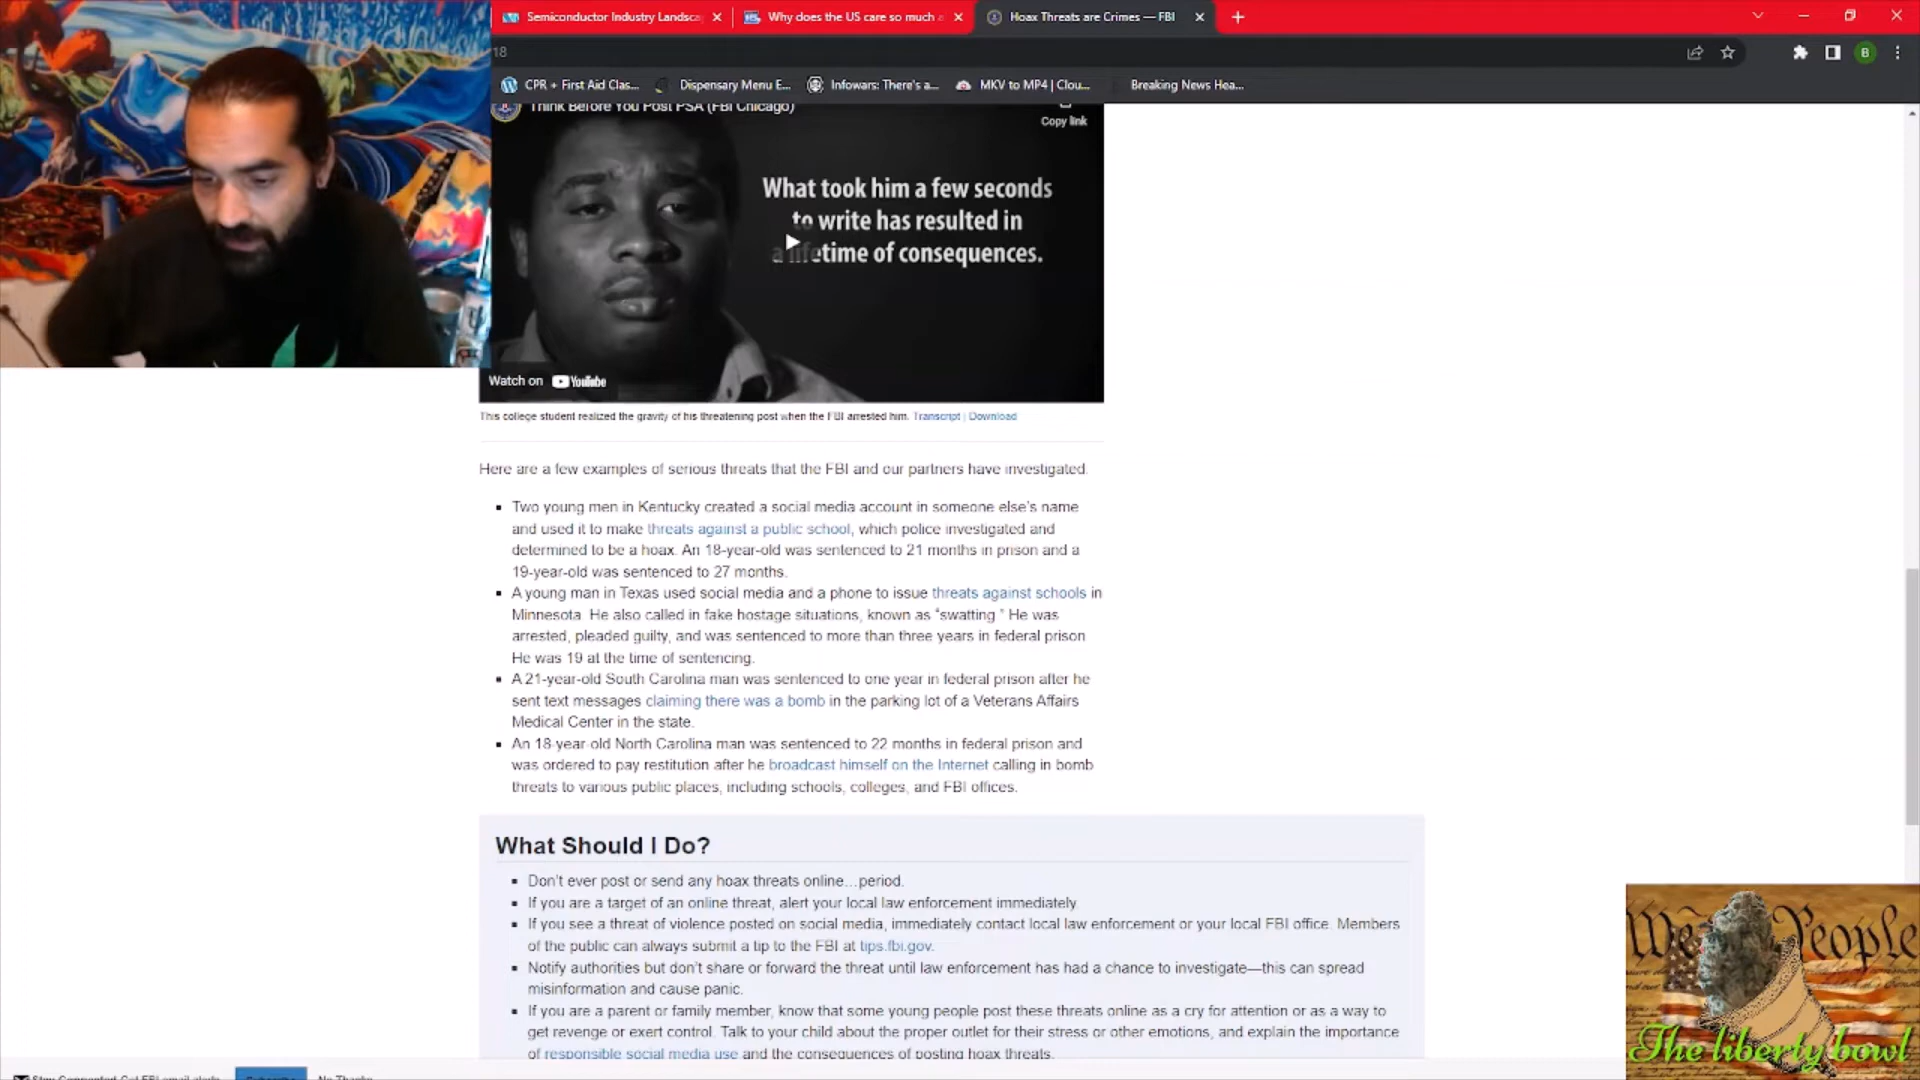 Semiconductor Industry Landsca
Why does the US care so much a
Hoax Threats are Crimes — FBI
18
B
CPR + First Aid Clas...
Dispensary Menu E...
Infowars: There's a...
MKV to MP4 | Clou...
Breaking News Hea...
Think Before You Post PSA (FBI Chicago)
Copy link
What took him a few seconds
to write has resulted in
a lifetime of consequences.
Watch on YouTube
This college student realized the gravity of his threatening post when the FBI arrested him. Transcript | Download
Here are a few examples of serious threats that the FBI and our partners have investigated.
Two young men in Kentucky created a social media account in someone else's name
and used it to make threats against a public school, which police investigated and
determined to be a hoax. An 18-year-old was sentenced to 21 months in prison and a
19-year-old was sentenced to 27 months.
A young man in Texas used social media and a phone to issue threats against schools in
Minnesota. He also called in fake hostage situations, known as “swatting.” He was
arrested, pleaded guilty, and was sentenced to more than three years in federal prison.
He was 19 at the time of sentencing.
A 21-year-old South Carolina man was sentenced to one year in federal prison after he
sent text messages claiming there was a bomb in the parking lot of a Veterans Affairs
Medical Center in the state.
An 18-year-old North Carolina man was sentenced to 22 months in federal prison and
was ordered to pay restitution after he broadcast himself on the Internet calling in bomb
threats to various public places, including schools, colleges, and FBI offices.
What Should I Do?
Don't ever post or send any hoax threats online…period.
If you are a target of an online threat, alert your local law enforcement immediately.
If you see a threat of violence posted on social media, immediately contact local law enforcement or your local FBI office. Members
of the public can always submit a tip to the FBI at tips.fbi.gov.
Notify authorities but don't share or forward the threat until law enforcement has had a chance to investigate—this can spread
misinformation and cause panic.
If you are a parent or family member, know that some young people post these threats online as a cry for attention or as a way to
get revenge or exert control. Talk to your child about the proper outlet for their stress or other emotions, and explain the importance
of responsible social media use and the consequences of posting hoax threats.
Stay Connected Get FBI email alerts Subscribe No Thanks
We People
The liberty bowl